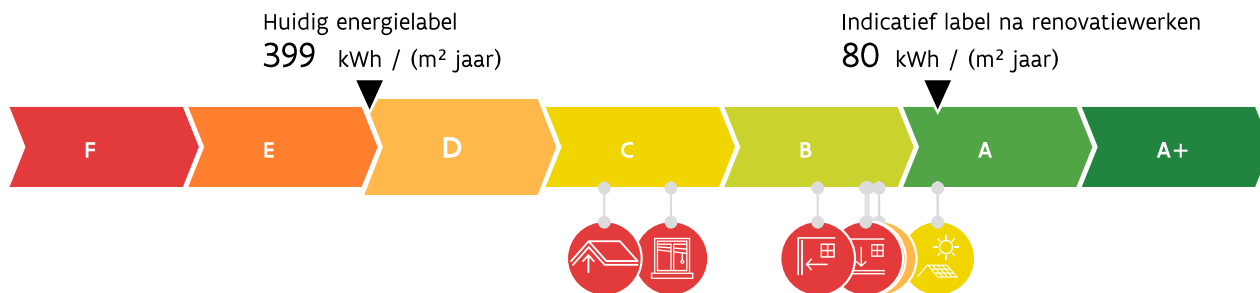 Huidig energielabel
399 kWh / (m² jaar)
Indicatief label na renovatiewerken
80 kWh / (m² jaar)
F E D C B A A+